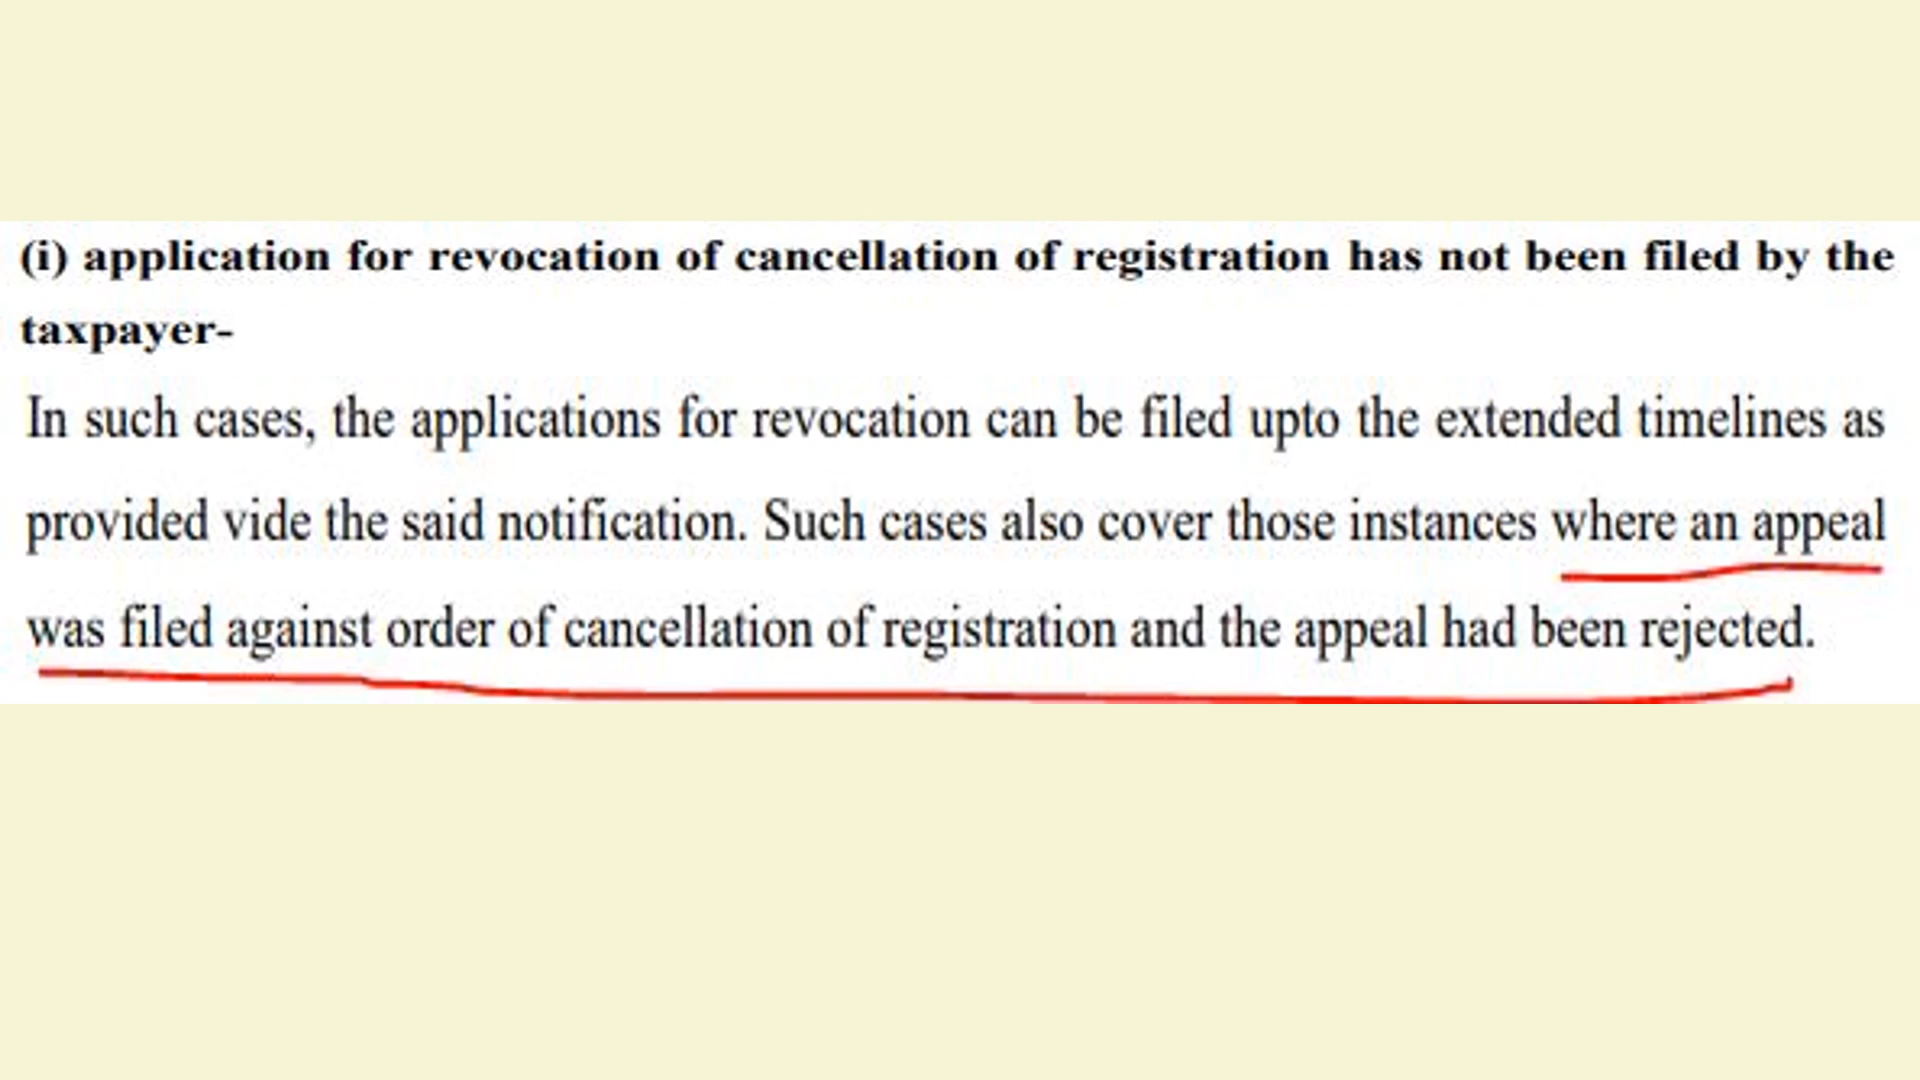 (i) application for revocation of cancellation of registration has not been filed by the
taxpayer-
In such cases, the applications for revocation can be filed upto the extended timelines as
provided vide the said notification. Such cases also cover those instances where an appeal
was filed against order of cancellation of registration and the appeal had been rejected.